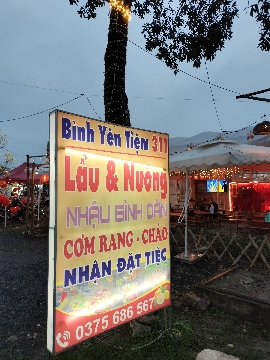 Bình Yên Tiệm 311
Lẩu & Nướng
NHẬU BÌNH DÂN
CƠM RANG - CHÁO
NHẬN ĐẶT TIỆC
0375 686 567